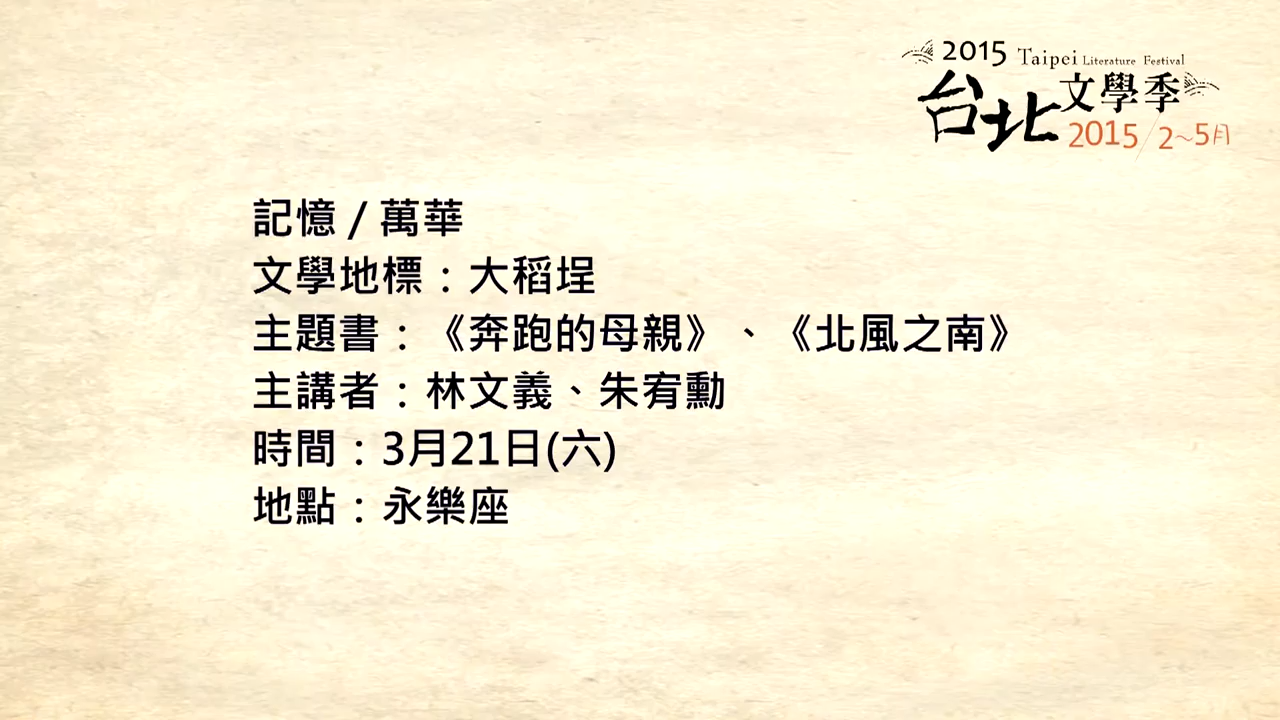 2015 Taipei Literature Festival
台北文學季
2015/2~5月
記憶 / 萬華
文學地標：大稻埕
主題書：《奔跑的母親》、《北風之南》
主講者：林文義、朱宥勳
時間：3月21日(六)
地點：永樂座